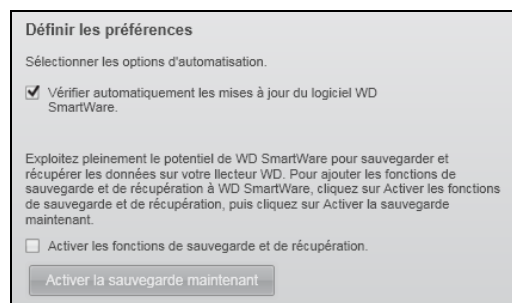 Définir les préférences
Sélectionner les options d'automatisation.
Vérifier automatiquement les mises à jour du logiciel WD
SmartWare.
Exploitez pleinement le potentiel de WD SmartWare pour sauvegarder et
récupérer les données sur votre llecteur WD. Pour ajouter les fonctions de
sauvegarde et de récupération à WD SmartWare, cliquez sur Activer les fonctions
de sauvegarde et de récupération, puis cliquez sur Activer la sauvegarde
maintenant.
Activer les fonctions de sauvegarde et de récupération.
Activer la sauvegarde maintenant